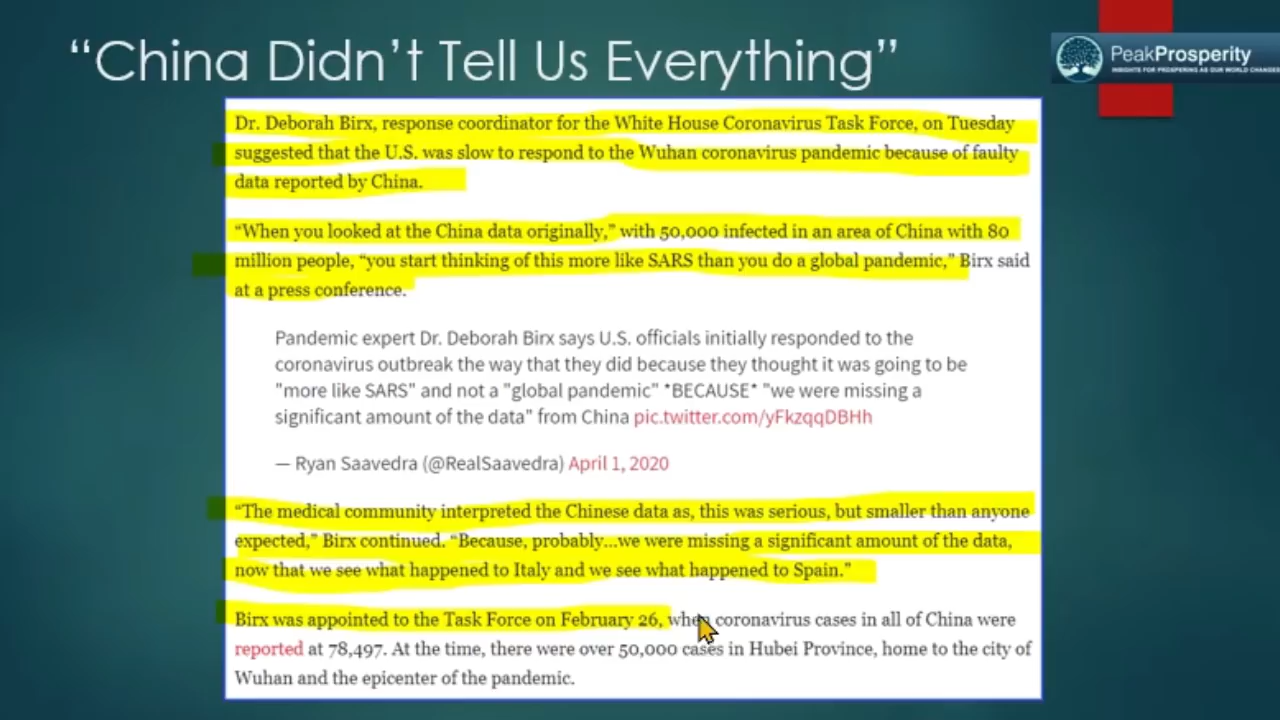 “China Didn’t Tell Us Everything”
PeakProsperity
INSIGHTS FOR PROSPERING AS OUR WORLD CHANGES
Dr. Deborah Birx, response coordinator for the White House Coronavirus Task Force, on Tuesday
suggested that the U.S. was slow to respond to the Wuhan coronavirus pandemic because of faulty
data reported by China.
“When you looked at the China data originally,” with 50,000 infected in an area of China with 80
million people, “you start thinking of this more like SARS than you do a global pandemic,” Birx said
at a press conference.
Pandemic expert Dr. Deborah Birx says U.S. officials initially responded to the
coronavirus outbreak the way that they did because they thought it was going to be
"more like SARS" and not a "global pandemic" *BECAUSE* "we were missing a
significant amount of the data" from China pic.twitter.com/yFkzqqDBHh
— Ryan Saavedra (@RealSaavedra) April 1, 2020
“The medical community interpreted the Chinese data as, this was serious, but smaller than anyone
expected,” Birx continued. “Because, probably…we were missing a significant amount of the data,
now that we see what happened to Italy and we see what happened to Spain.”
Birx was appointed to the Task Force on February 26, when coronavirus cases in all of China were
reported at 78,497. At the time, there were over 50,000 cases in Hubei Province, home to the city of
Wuhan and the epicenter of the pandemic.